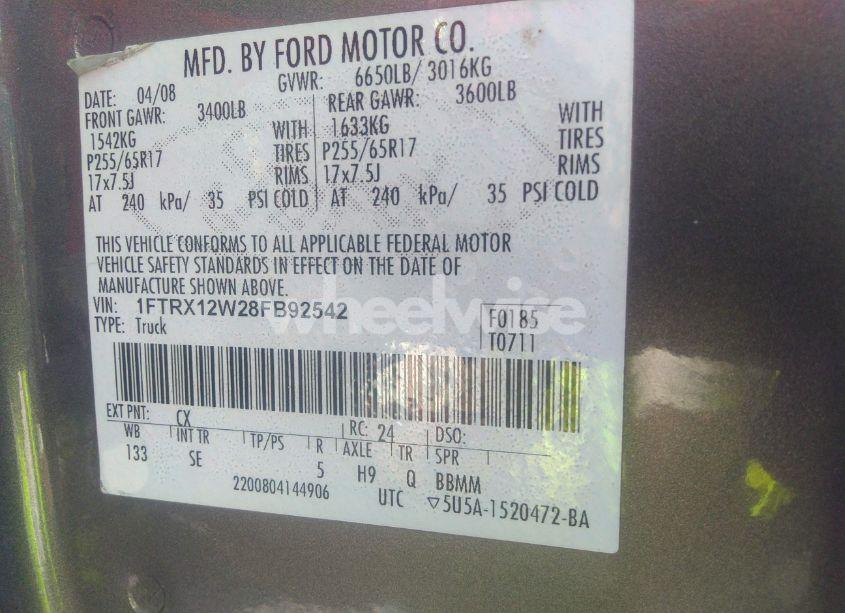 MFD. BY FORD MOTOR CO.
DATE: 04/08 GVWR: 6650LB/ 3016KG
FRONT GAWR: 3400LB REAR GAWR: 3600LB
1542KG WITH 1633KG WITH
P255/65R17 TIRES P255/65R17 TIRES
17x7.5J RIMS 17x7.5J RIMS
AT 240 kPa/ 35 PSI COLD AT 240 kPa/ 35 PSI COLD
THIS VEHICLE CONFORMS TO ALL APPLICABLE FEDERAL MOTOR
VEHICLE SAFETY STANDARDS IN EFFECT ON THE DATE OF
MANUFACTURE SHOWN ABOVE.
VIN: 1FTRX12W28FB92542 F0185
TYPE: Truck T0711
wheelwise
EXT PNT: CX RC: 24 DSO:
WB INT TR TP/PS R AXLE TR SPR
133 SE 5 H9 Q BBMM
2200804144906 UTC ▽5U5A-1520472-BA